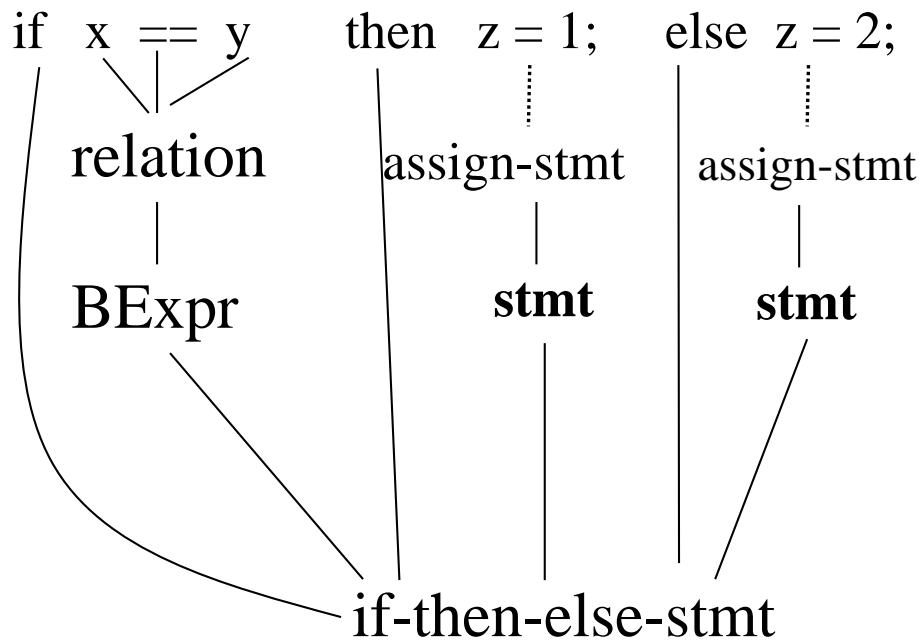 if x == y then z = 1; else z = 2;
relation assign-stmt assign-stmt
BExpr stmt stmt
if-then-else-stmt